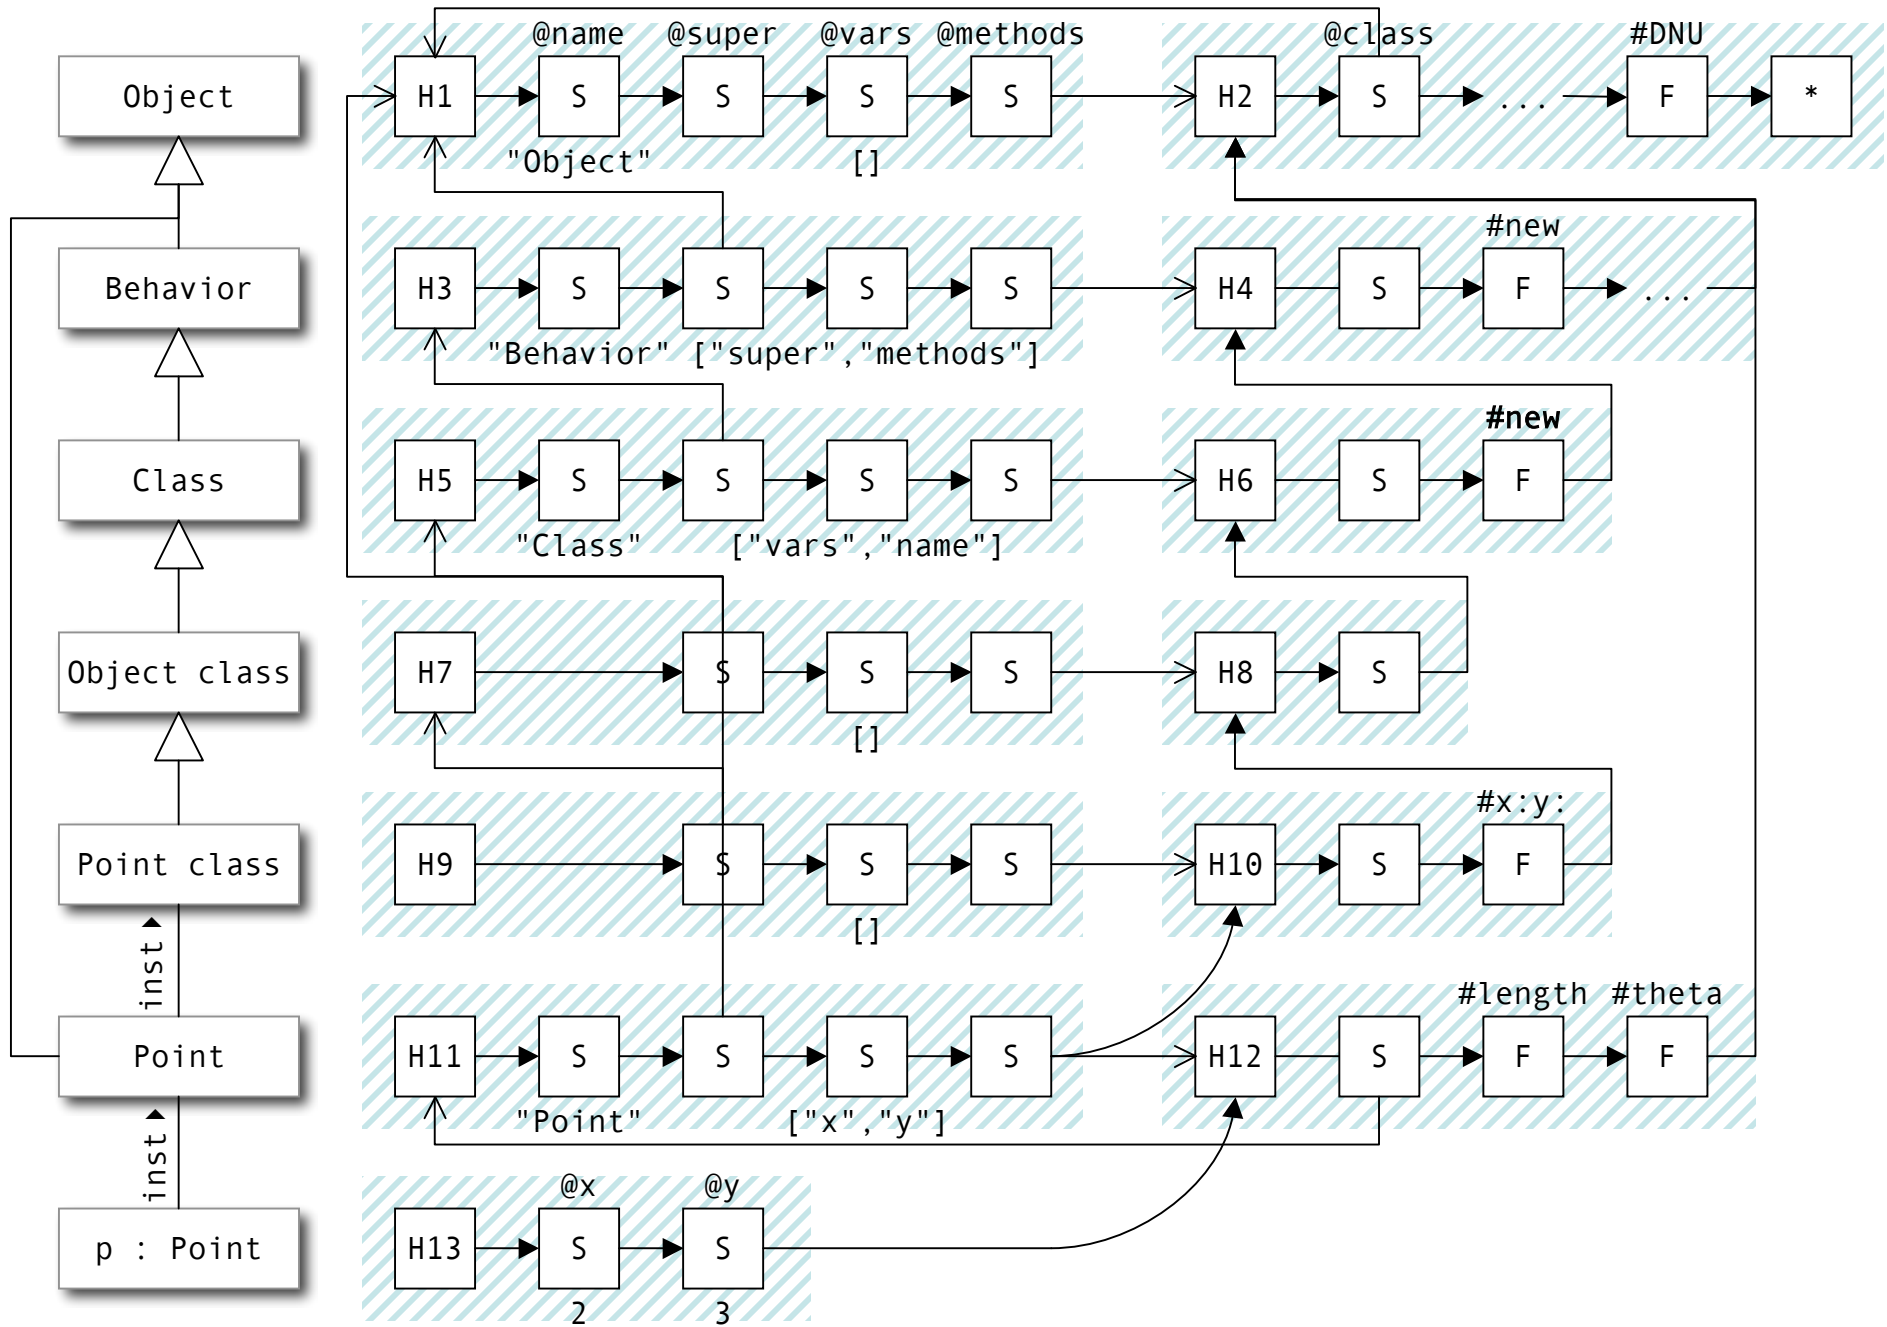 @name @super @vars @methods @class #DNU
Object H1 S S S S H2 S ... F *
"Object" []
#new
Behavior H3 S S S S H4 S F ...
"Behavior" ["super","methods"]
#new
Class H5 S S S S H6 S F
"Class" ["vars","name"]
Object class H7 S S S H8 S
[]
#x:y:
Point class H9 S S S H10 S F
[]
inst
#length #theta
Point H11 S S S S H12 S F F
"Point" ["x","y"]
inst
@x @y
p : Point H13 S S
2 3